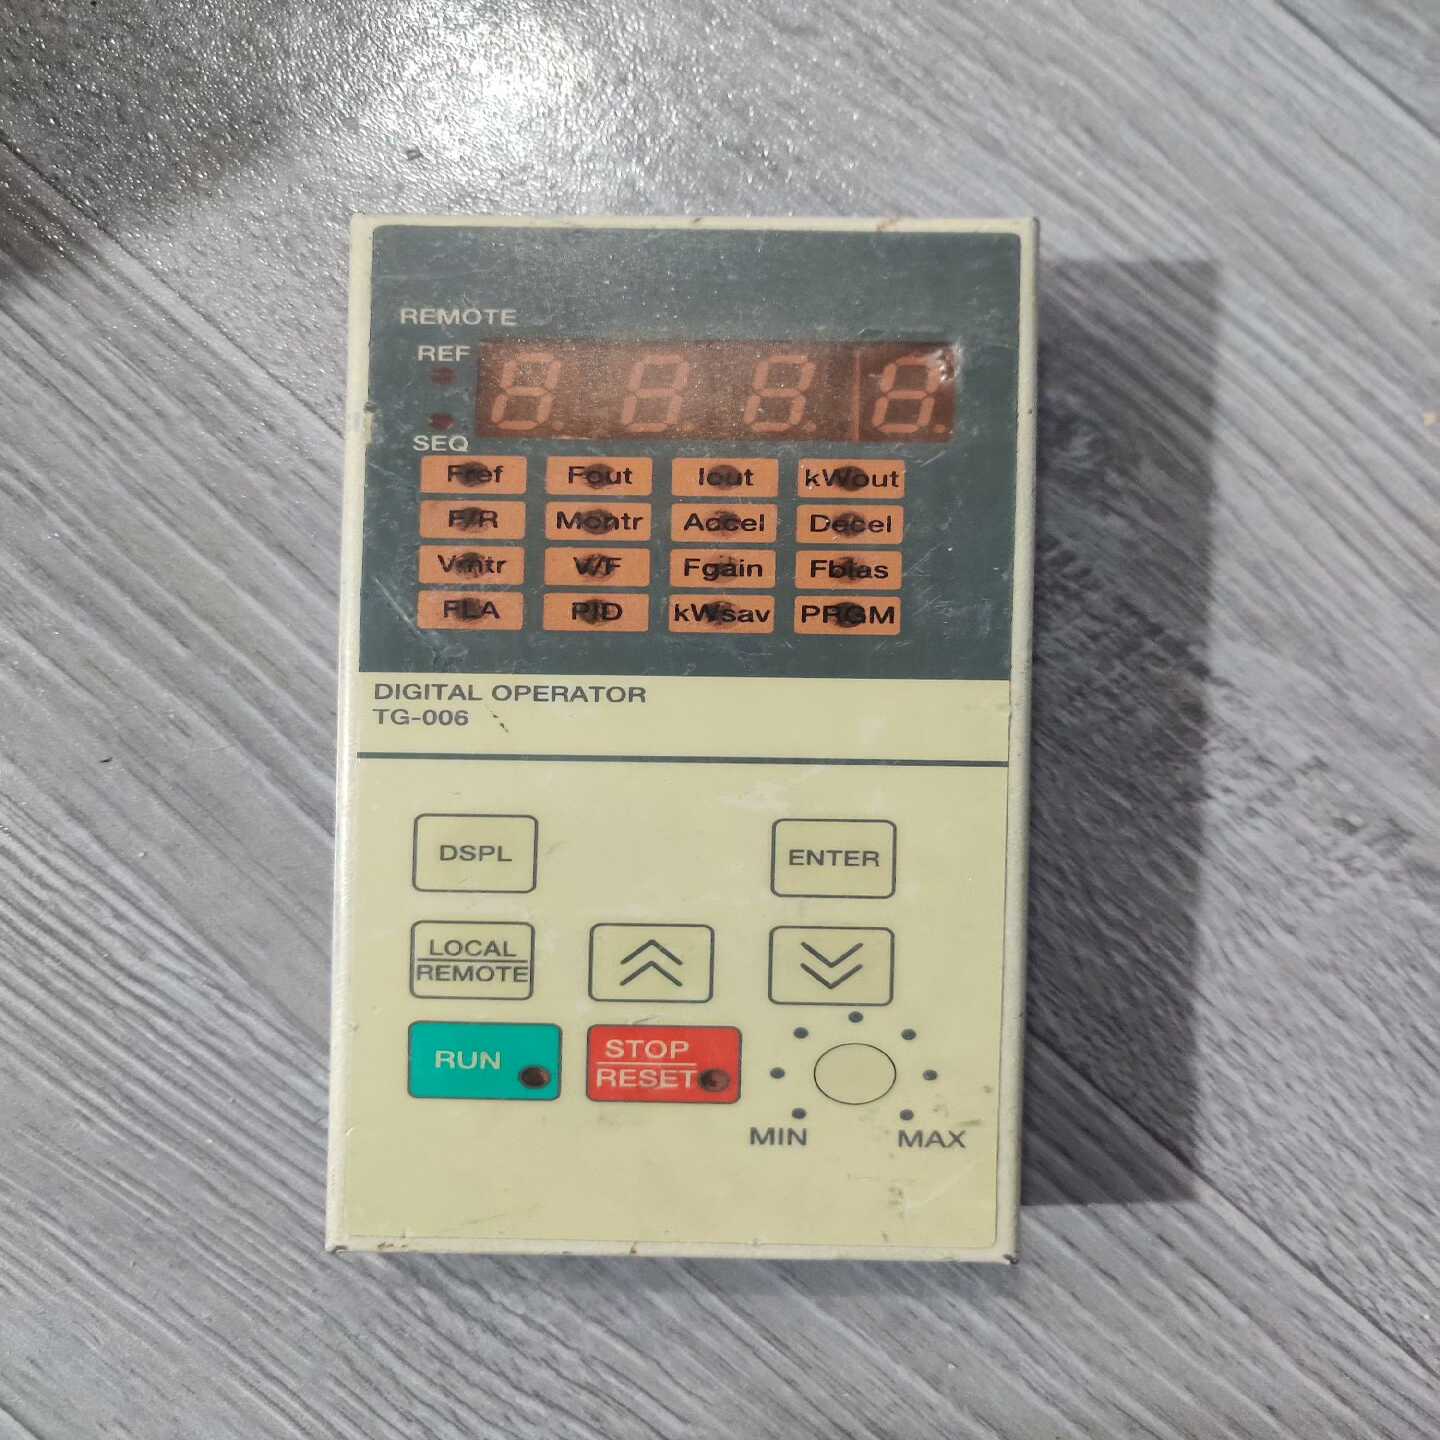 REMOTE
REF
SEQ
Fref Fout Iout kWout
F/R Montr Accel Decel
Vmtr V/F Fgain Fbias
FLA PID kWsav PRGM
DIGITAL OPERATOR
TG-006
DSPL ENTER
LOCAL
REMOTE
RUN STOP
RESET
MIN MAX